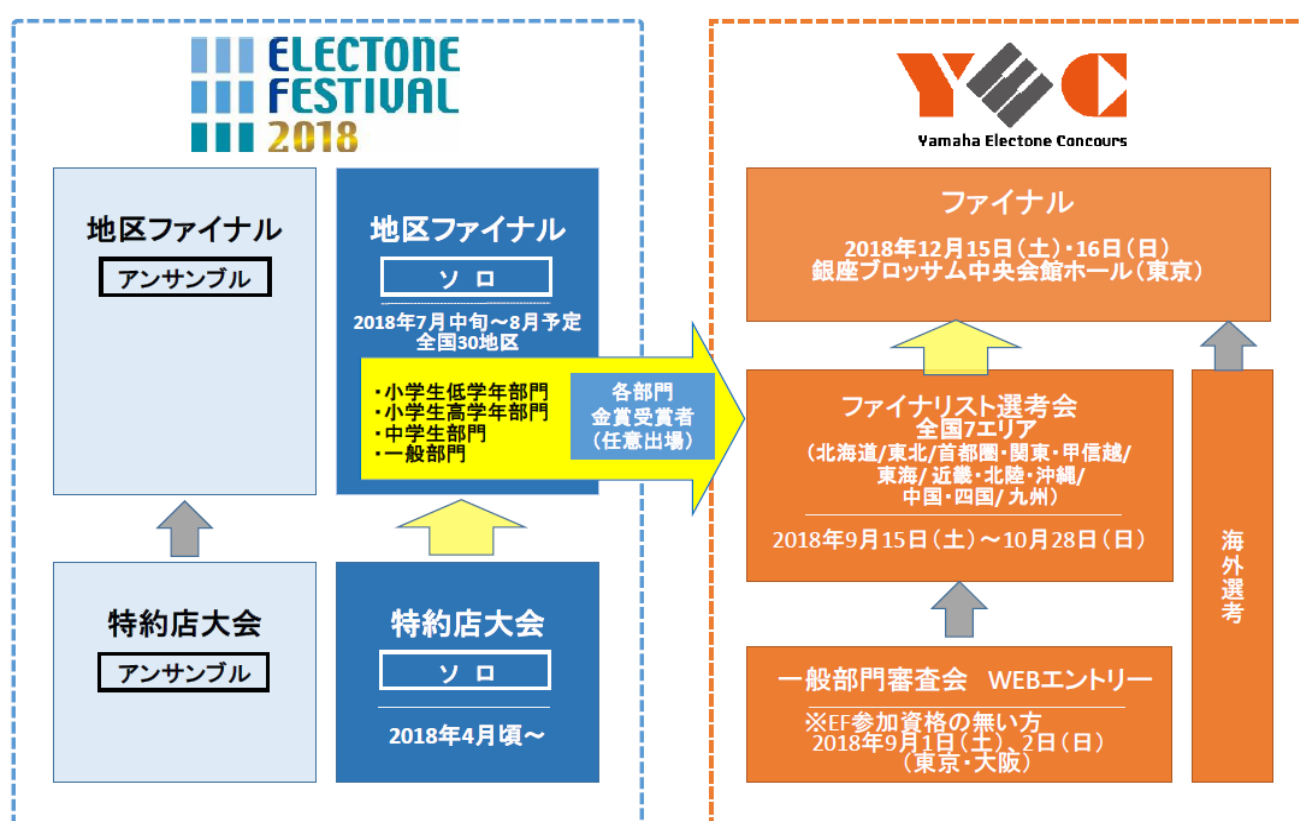 ELECTONE
FESTIVAL
2018
地区ファイナル
アンサンブル
特約店大会
アンサンブル
地区ファイナル
ソ ロ
2018年7月中旬～8月予定
全国30地区
・小学生低学年部門
・小学生高学年部門
・中学生部門
・一般部門
各部門
金賞受賞者
（任意出場）
特約店大会
ソ ロ
2018年4月頃～
YEC
Yamaha Electone Concours
ファイナル
2018年12月15日（土）・16日（日）
銀座ブロッサム中央会館ホール（東京）
ファイナリスト選考会
全国7エリア
（北海道/東北/首都圏・関東・甲信越/
東海/ 近畿・北陸・沖縄/
中国・四国/ 九州）
2018年9月15日（土）～10月28日（日）
一般部門審査会 WEBエントリー
※EF参加資格の無い方
2018年9月1日（土）、2日（日）
（東京・大阪）
海外選考